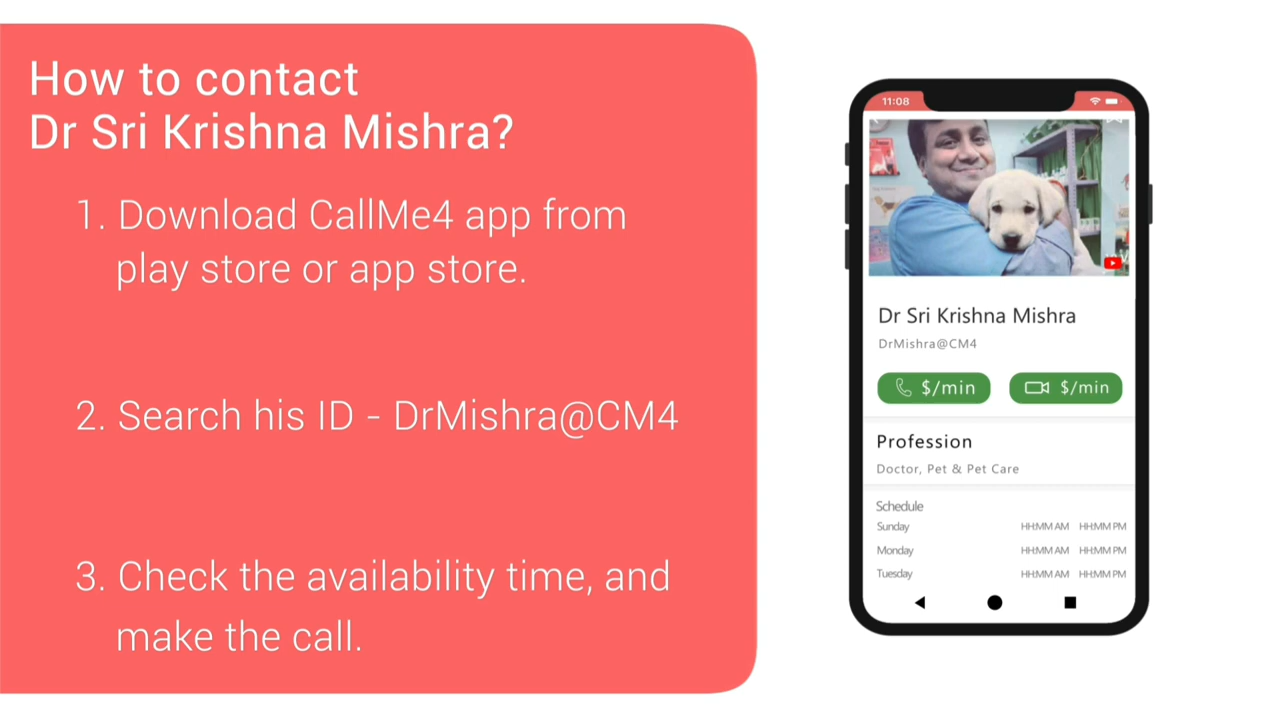 How to contact
Dr Sri Krishna Mishra?
1. Download CallMe4 app from
play store or app store.
2. Search his ID - DrMishra@CM4
3. Check the availability time, and
make the call.
11:08
Dr Sri Krishna Mishra
DrMishra@CM4
$/min $/min
Profession
Doctor, Pet & Pet Care
Schedule
Sunday HH:MM AM HH:MM PM
Monday HH:MM AM HH:MM PM
Tuesday HH:MM AM HH:MM PM